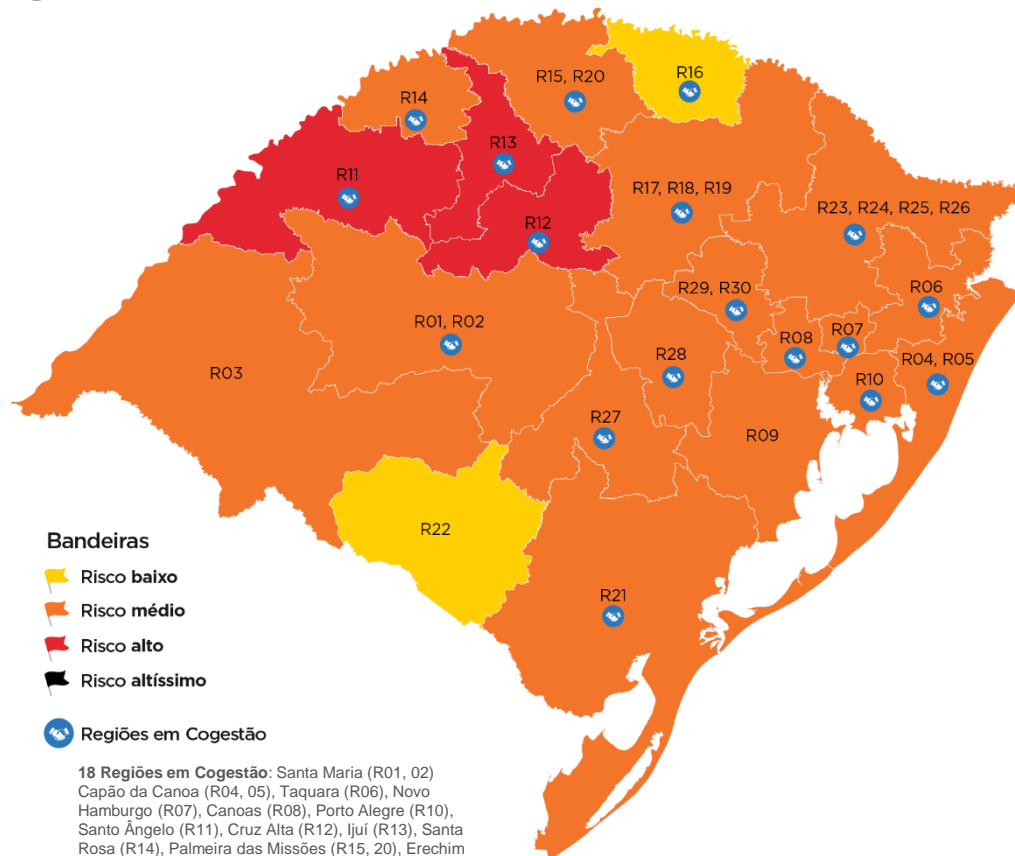 R16
R15, R20
R14
R13
R11
R17, R18, R19
R23, R24, R25, R26
R12
R29, R30
R06
R01, R02
R07
R08
R04, R05
R28
R03
R10
R27
R09
R22
R21
Bandeiras
Risco baixo
Risco médio
Risco alto
Risco altíssimo
Regiões em Cogestão
18 Regiões em Cogestão: Santa Maria (R01, 02)
Capão da Canoa (R04, 05), Taquara (R06), Novo
Hamburgo (R07), Canoas (R08), Porto Alegre (R10),
Santo Ângelo (R11), Cruz Alta (R12), Ijuí (R13), Santa
Rosa (R14), Palmeira das Missões (R15, 20), Erechim